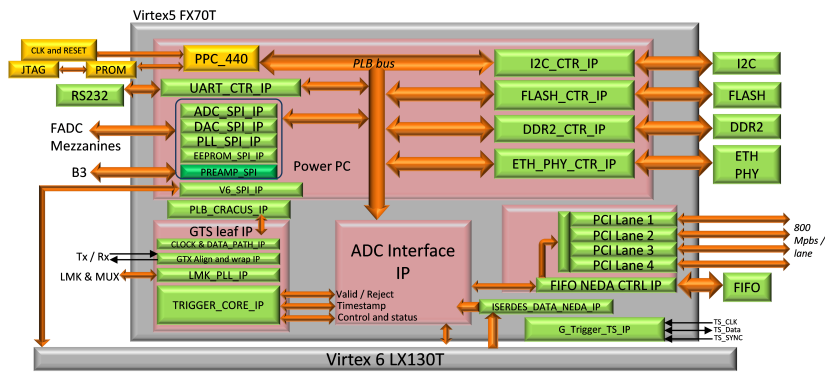 Virtex5 FX70T
CLK and RESET
JTAG
PROM
PPC_440
PLB bus
I2C_CTR_IP
I2C
RS232
UART_CTR_IP
FLASH_CTR_IP
FLASH
ADC_SPI_IP
DAC_SPI_IP
PLL_SPI_IP
EEPROM_SPI_IP
PREAMP_SPI
FADC
Mezzanines
DDR2_CTR_IP
DDR2
B3
Power PC
ETH_PHY_CTR_IP
ETH
PHY
V6_SPI_IP
PLB_CRACUS_IP
GTS leaf IP
CLOCK & DATA_PATH_IP
Tx / Rx
GTX Align and wrap IP
LMK & MUX
LMK_PLL_IP
TRIGGER_CORE_IP
Valid / Reject
Timestamp
Control and status
ADC Interface
IP
PCI Lane 1
PCI Lane 2
PCI Lane 3
PCI Lane 4
800
Mpbs /
lane
FIFO NEDA CTRL IP
FIFO
ISERDES_DATA_NEDA_IP
G_Trigger_TS_IP
TS_CLK
TS_Data
TS_SYNC
Virtex 6 LX130T